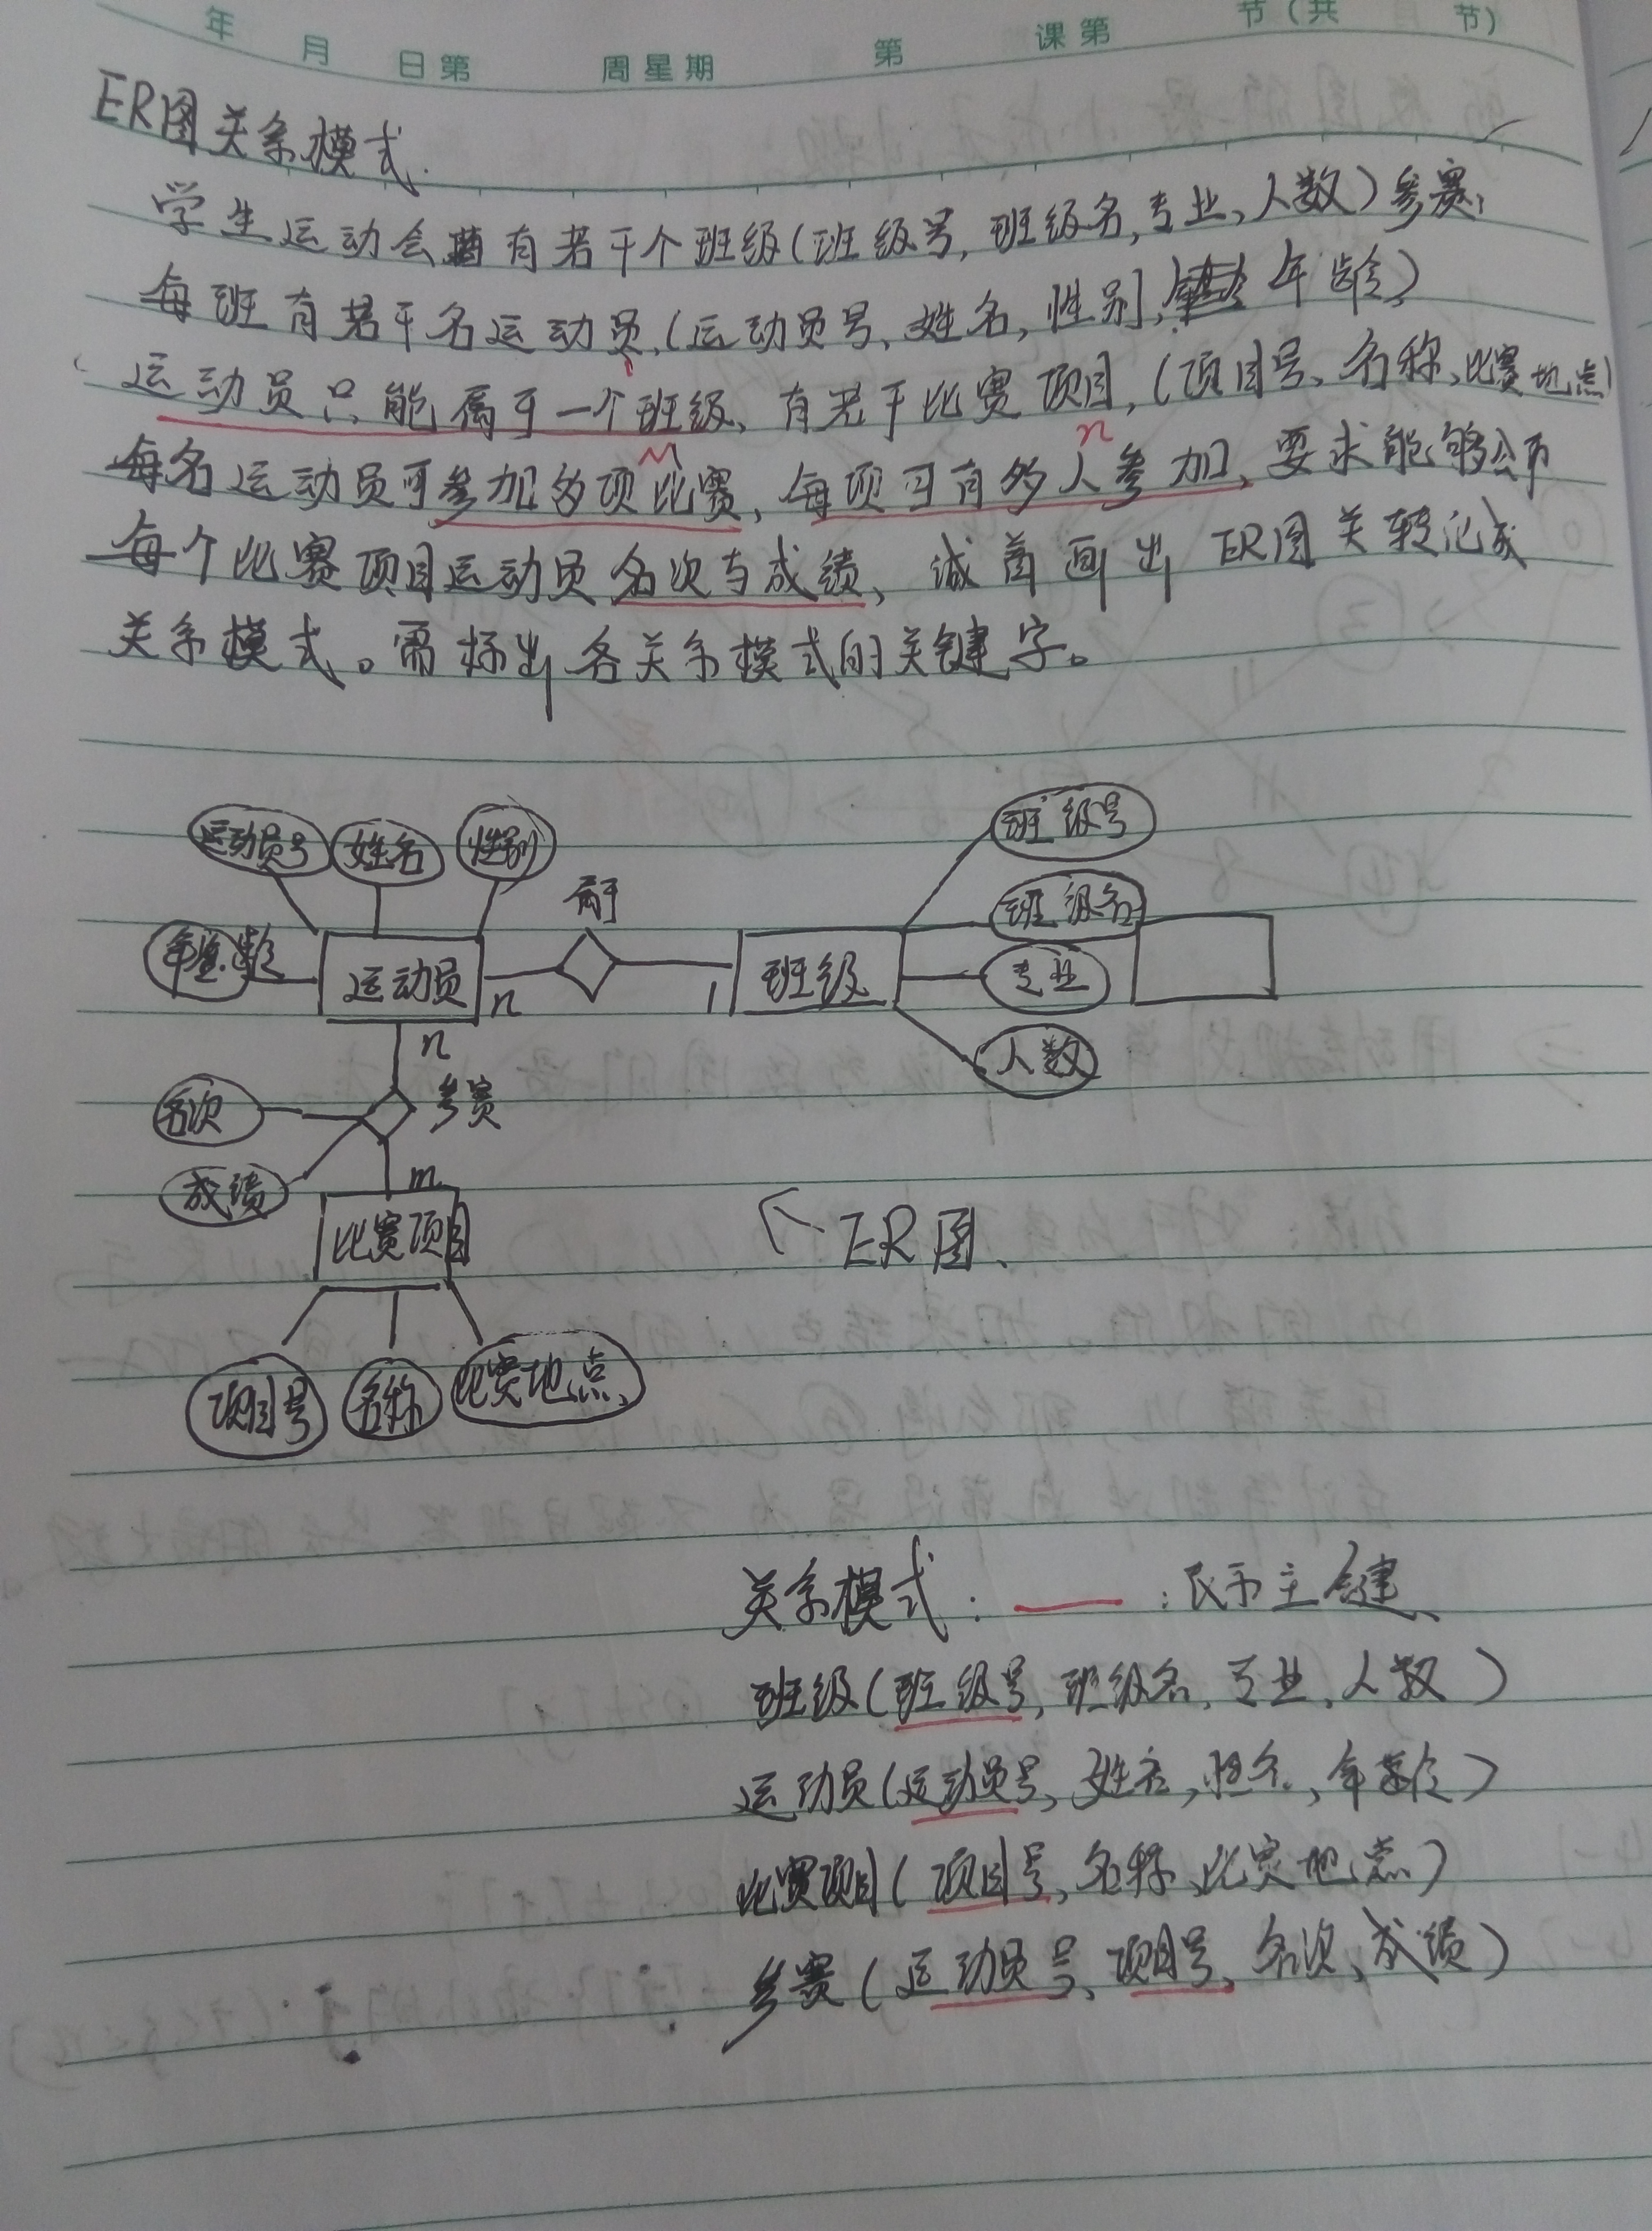 年 月 日 第 周 星 期 第 课 第 节 (共 节)
ER图关系模式.
学生运动会有若干个班级(班级号, 班级名, 专业, 人数)参赛,
每班有若干名运动员,(运动员号, 姓名, 性别, 年龄)
运动员只能属于一个班级、有若干比赛项目,(项目号、名称、比赛地点)
M n
每名运动员可参加多项比赛, 每项可有多人参加, 要求能够公布
每个比赛项目运动员名次与成绩, 试首画出 ER图关转化成
关系模式。需标出各关系模式的关键字。
运动员号 姓名 性别 班级号
属于 班级名
年龄 运动员 n 1 班级 专业
n 人数
名次 参赛
成绩 m
比赛项目 ER图、
项目号 名称 比赛地点
关系模式: : 民示主键、
班级(班级号, 班级名, 专业, 人数)
运动员(运动员号, 姓名, 性名, 年龄)
比赛项目(项目号, 名称、比赛地点)
参赛(运动员号、项目号、名次、成绩)